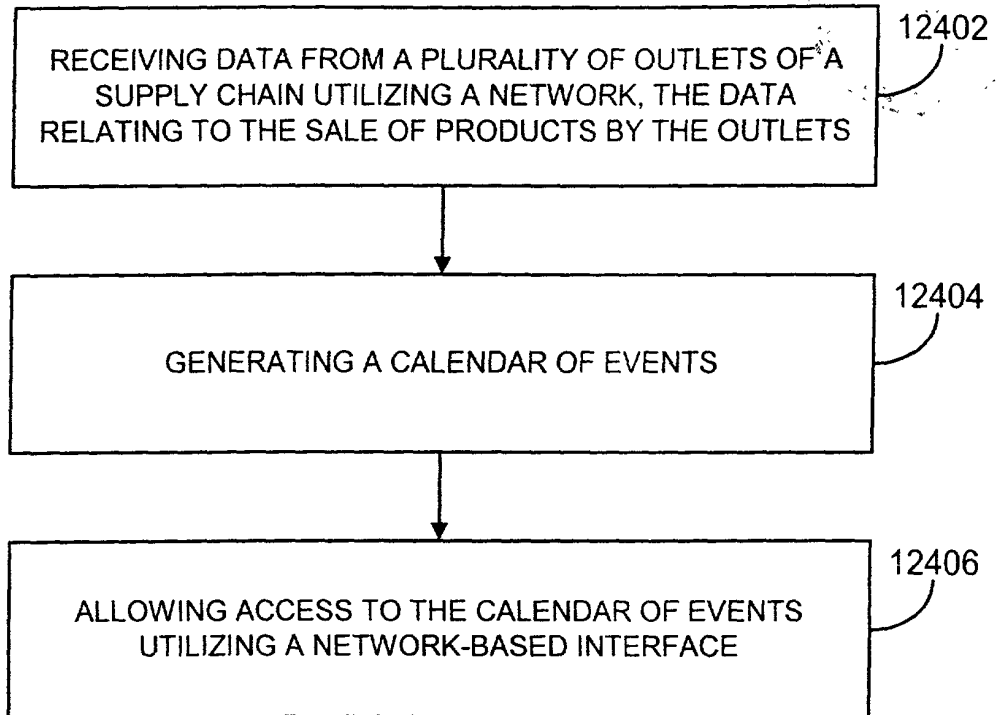 12402
RECEIVING DATA FROM A PLURALITY OF OUTLETS OF A
SUPPLY CHAIN UTILIZING A NETWORK, THE DATA
RELATING TO THE SALE OF PRODUCTS BY THE OUTLETS
12404
GENERATING A CALENDAR OF EVENTS
12406
ALLOWING ACCESS TO THE CALENDAR OF EVENTS
UTILIZING A NETWORK-BASED INTERFACE